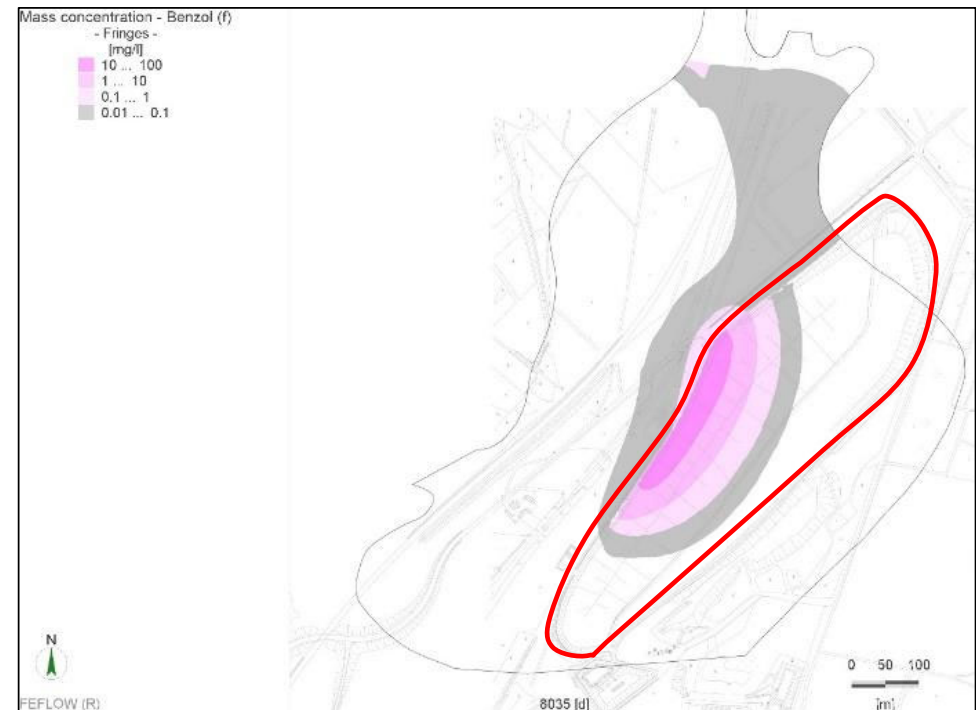 Mass concentration - Benzol (f)
- Fringes -
[mg/l]
10 ... 100
1 ... 10
0.1 ... 1
0.01 ... 0.1
N
FEFLOW (R)
8035 [d]
0 50 100
[m]